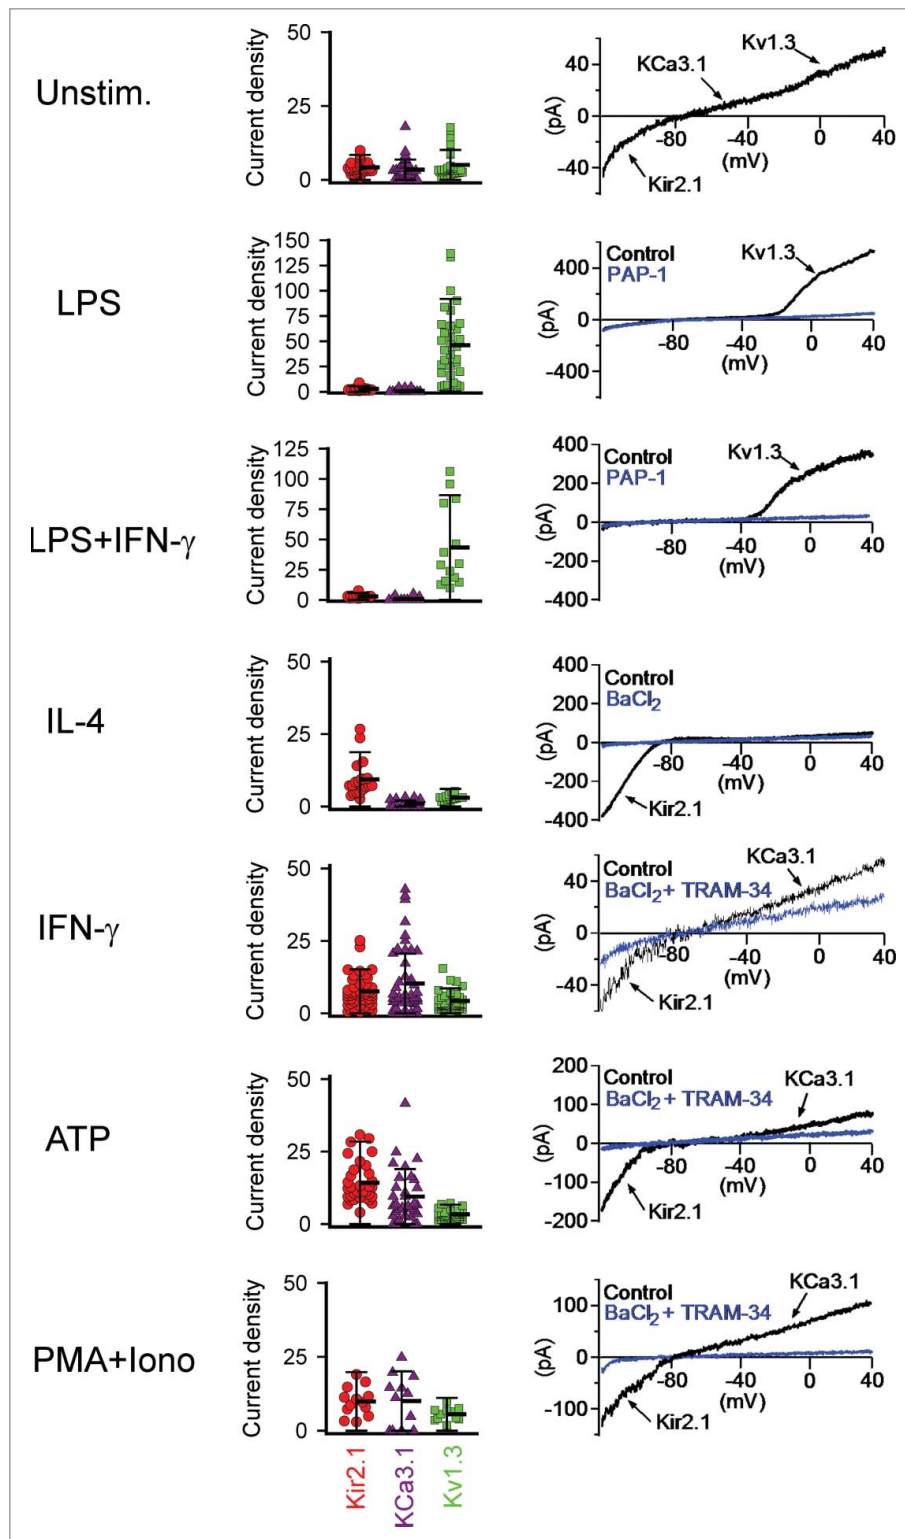 Unstim.
Current density
50
25
0
(pA)
40
0
-40
-80
-40
0
40
(mV)
KCa3.1
Kv1.3
Kir2.1
LPS
Current density
150
125
100
75
50
25
0
Control
PAP-1
Kv1.3
(pA)
400
0
-400
-80
-40
0
40
(mV)
LPS+IFN-γ
Current density
125
100
75
50
25
0
Control
PAP-1
Kv1.3
(pA)
400
200
0
-200
-400
-80
-40
0
40
(mV)
IL-4
Current density
50
25
0
Control
BaCl₂
(pA)
400
200
0
-200
-400
-80
-40
0
40
(mV)
Kir2.1
IFN-γ
Current density
50
25
0
Control
BaCl₂+ TRAM-34
KCa3.1
(pA)
40
0
-40
-80
-40
0
40
(mV)
Kir2.1
ATP
Current density
50
25
0
Control
BaCl₂+ TRAM-34
KCa3.1
(pA)
200
100
0
-100
-200
-80
-40
0
40
(mV)
Kir2.1
PMA+Iono
Current density
50
25
0
Control
BaCl₂+ TRAM-34
KCa3.1
(pA)
100
0
-100
-80
-40
0
40
(mV)
Kir2.1
Kir2.1
KCa3.1
Kv1.3